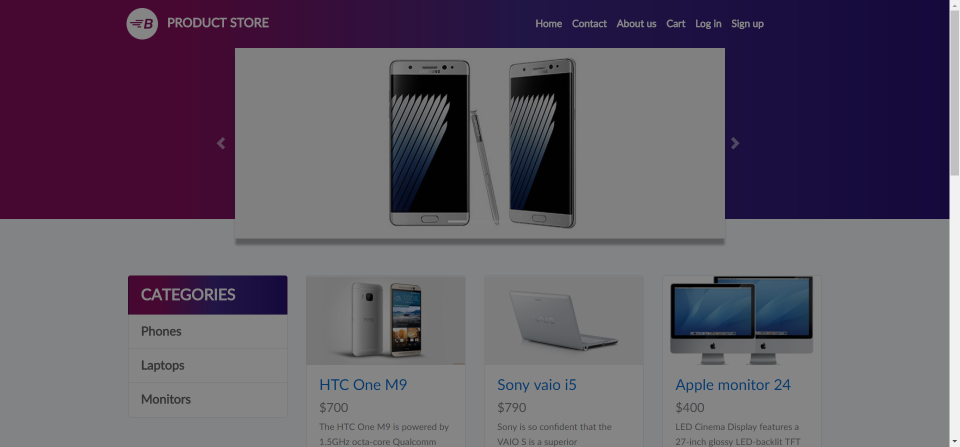 B PRODUCT STORE
Home Contact About us Cart Log in Sign up
CATEGORIES
Phones
Laptops
Monitors
HTC One M9
$700
The HTC One M9 is powered by
1.5GHz octa-core Qualcomm
Sony vaio i5
$790
Sony is so confident that the
VAIO S is a superior
Apple monitor 24
$400
LED Cinema Display features a
27-inch glossy LED-backlit TFT